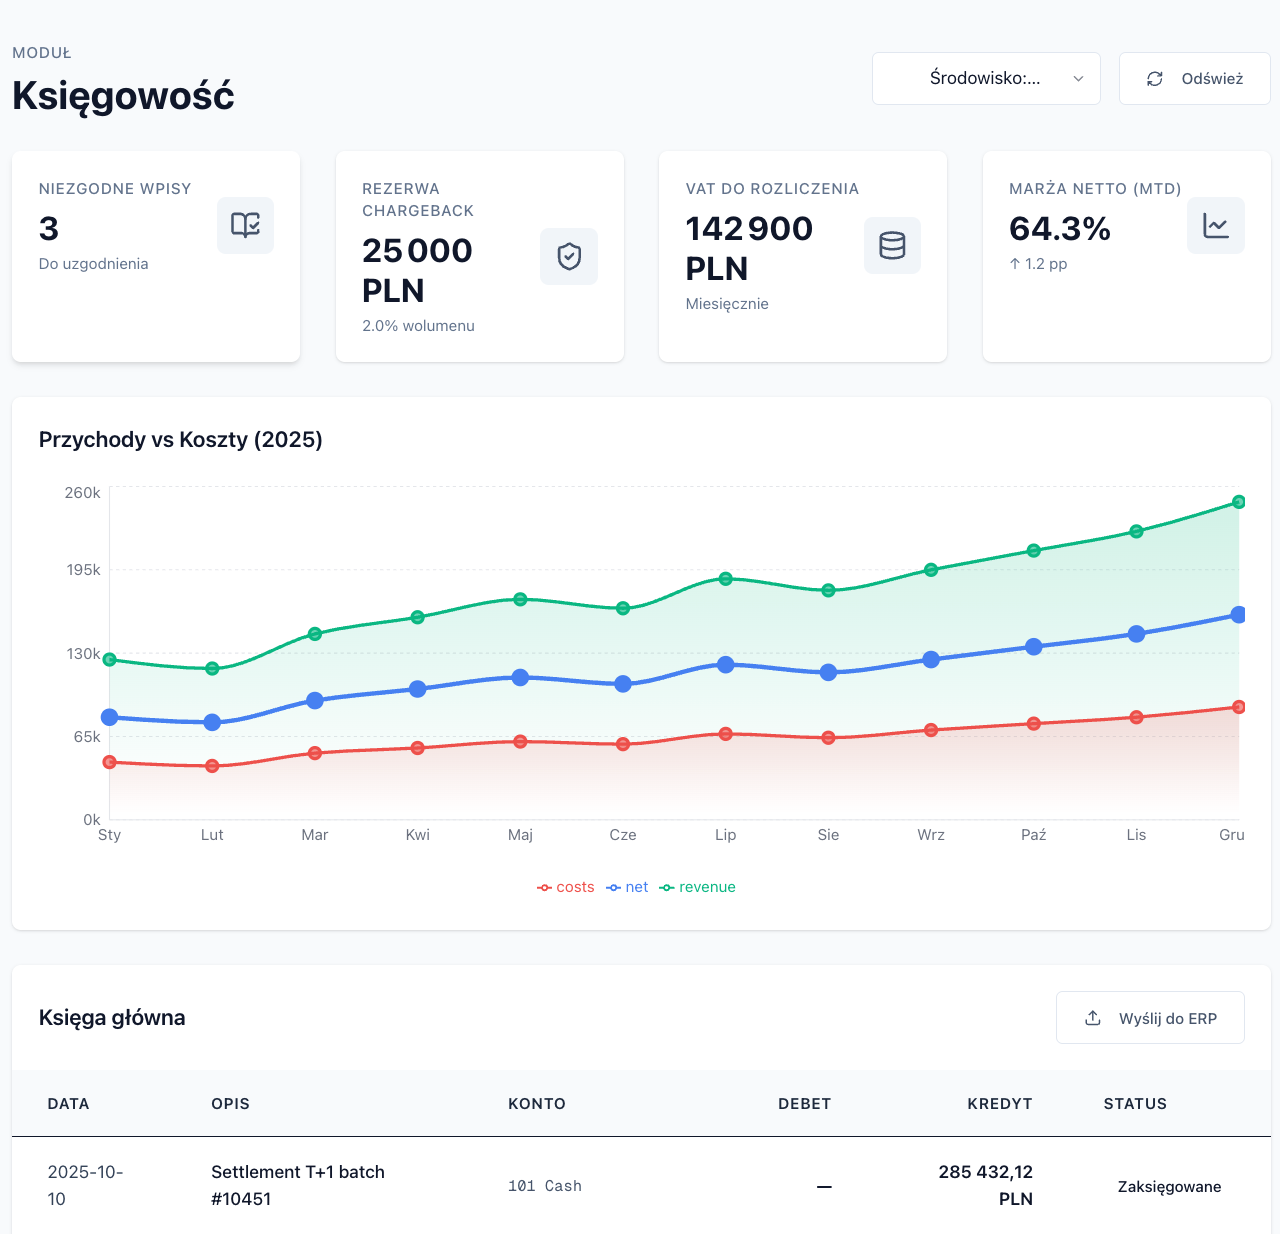 MODUŁ
Księgowość
Środowisko:...
Odśwież
NIEZGODNE WPISY
3
Do uzgodnienia
REZERWA
CHARGEBACK
25 000
PLN
2.0% wolumenu
VAT DO ROZLICZENIA
142 900
PLN
Miesięcznie
MARŻA NETTO (MTD)
64.3%
↑ 1.2 pp
Przychody vs Koszty (2025)
260k
195k
130k
65k
0k
Sty Lut Mar Kwi Maj Cze Lip Sie Wrz Paź Lis Gru
costs net revenue
Księga główna
Wyślij do ERP
DATA OPIS KONTO DEBET KREDYT STATUS
2025-10-
10
Settlement T+1 batch
#10451
101 Cash
—
285 432,12
PLN
Zaksięgowane